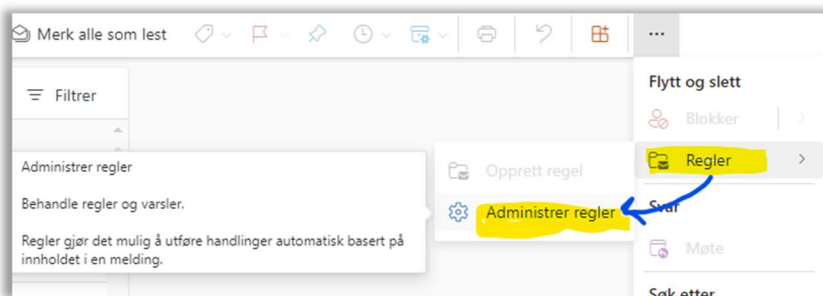 Merk alle som lest
Filtrer
Flytt og slett
Blokker
Regler
Opprett regel
Administrer regler
Svar
Møte
Søk etter
Administrer regler
Behandle regler og varsler.
Regler gjør det mulig å utføre handlinger automatisk basert på
innholdet i en melding.